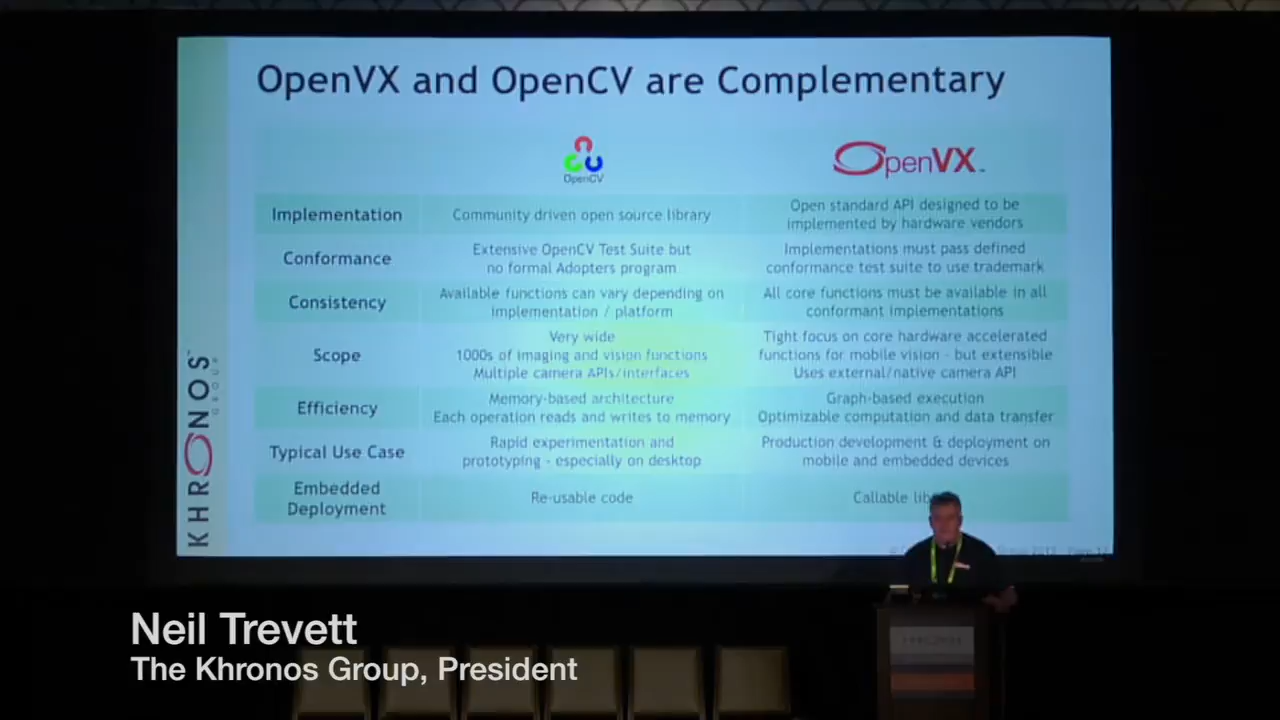 OpenVX and OpenCV are Complementary
OpenCV
OpenVX™
Implementation
Community driven open source library
Open standard API designed to be
implemented by hardware vendors
Conformance
Extensive OpenCV Test Suite but
no formal Adopters program
Implementations must pass defined
conformance test suite to use trademark
Consistency
Available functions can vary depending on
implementation / platform
All core functions must be available in all
conformant implementations
Scope
Very wide
1000s of imaging and vision functions
Multiple camera APIs/interfaces
Tight focus on core hardware accelerated
functions for mobile vision - but extensible
Uses external/native camera API
Efficiency
Memory-based architecture
Each operation reads and writes to memory
Graph-based execution
Optimizable computation and data transfer
Typical Use Case
Rapid experimentation and
prototyping - especially on desktop
Production development & deployment on
mobile and embedded devices
Embedded
Deployment
Re-usable code
Callable
KHRONOS™
GROUP
Neil Trevett
The Khronos Group, President